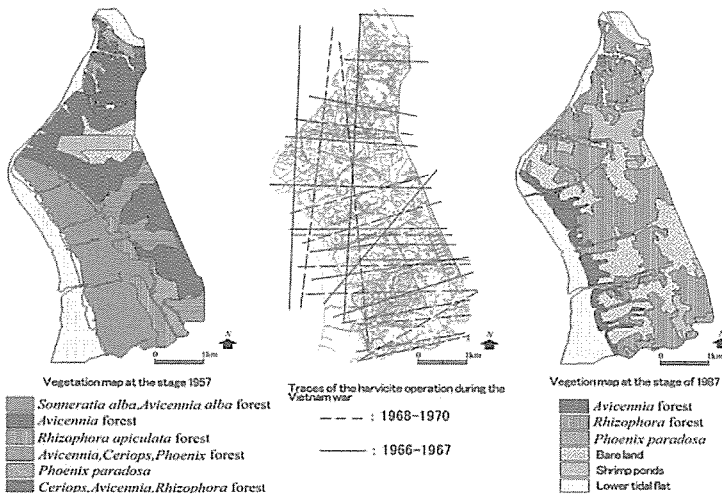 N
0 1km
N
0 1km
N
0 1km
Vegetation map at the stage 1957
Sonneratia alba,Avicennia alba forest
Avicennia forest
Rhizophora apiculata forest
Avicennia,Ceriops,Phoenix forest
Phoenix paradosa
Ceriops,Avicennia,Rhizophora forest
Traces of the harvicite operation during the
Vietnam war
: 1968-1970
: 1966-1967
Vegetion map at the stage of 1987
Avicennia forest
Rhizophora forest
Phoenix paradosa
Bare land
Shrimp ponds
Lower tidal flat